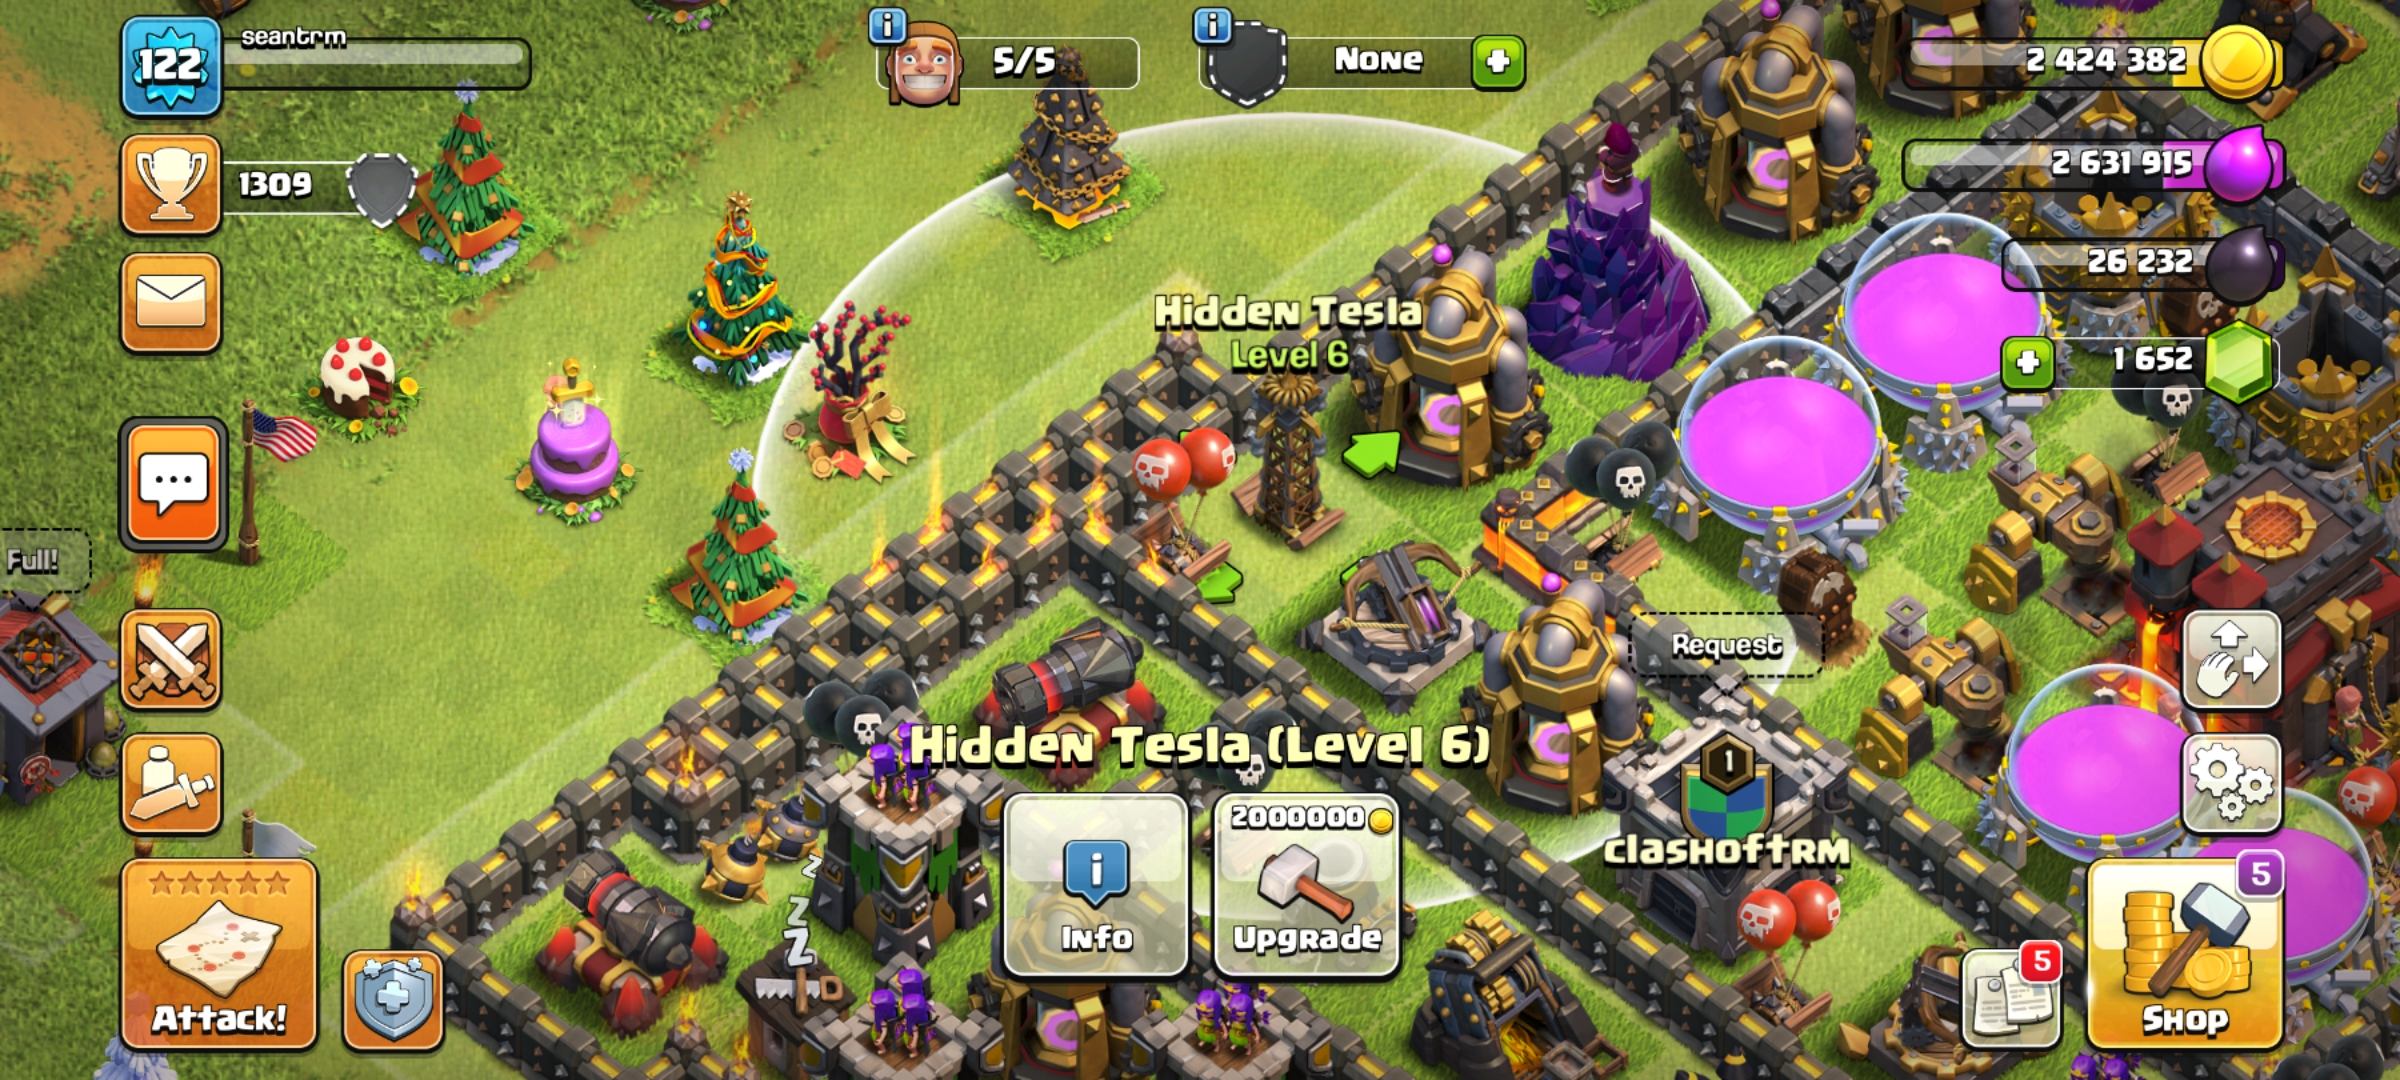 122
seantrm
5/5
None
2 424 382
1309
2 631 915
26 232
Hidden Tesla
Level 6
1 652
Full!
Request
Hidden Tesla (Level 6)
1
2000000
clashoftrm
Info
Upgrade
5
z
z
Z
Attack!
5
Shop